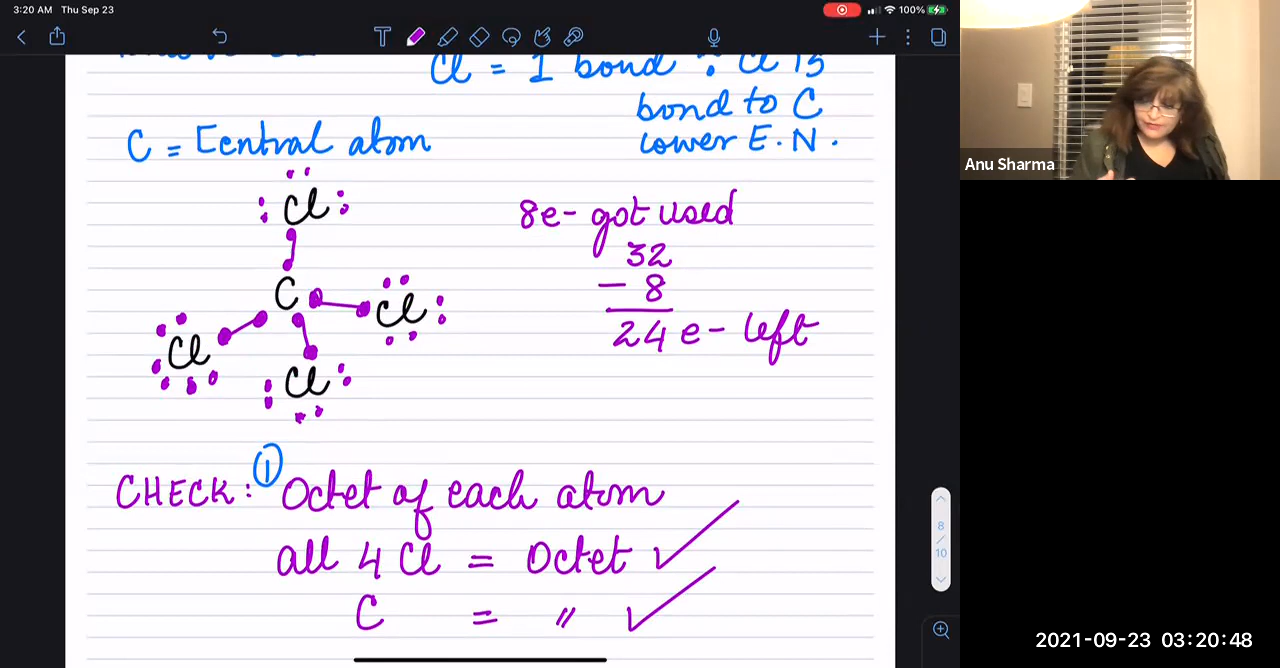 3:20 AM Thu Sep 23
100%
Cl = 1 bond ∴ Cl is
bond to C
lower E.N.
C = Central atom
Cl
C
Cl
Cl
Cl
8e- got used
32
- 8
24 e- left
CHECK: ① Octet of each atom
all 4 Cl = Octet ✓
C = " ✓
8
/
10
Anu Sharma
2021-09-23 03:20:48